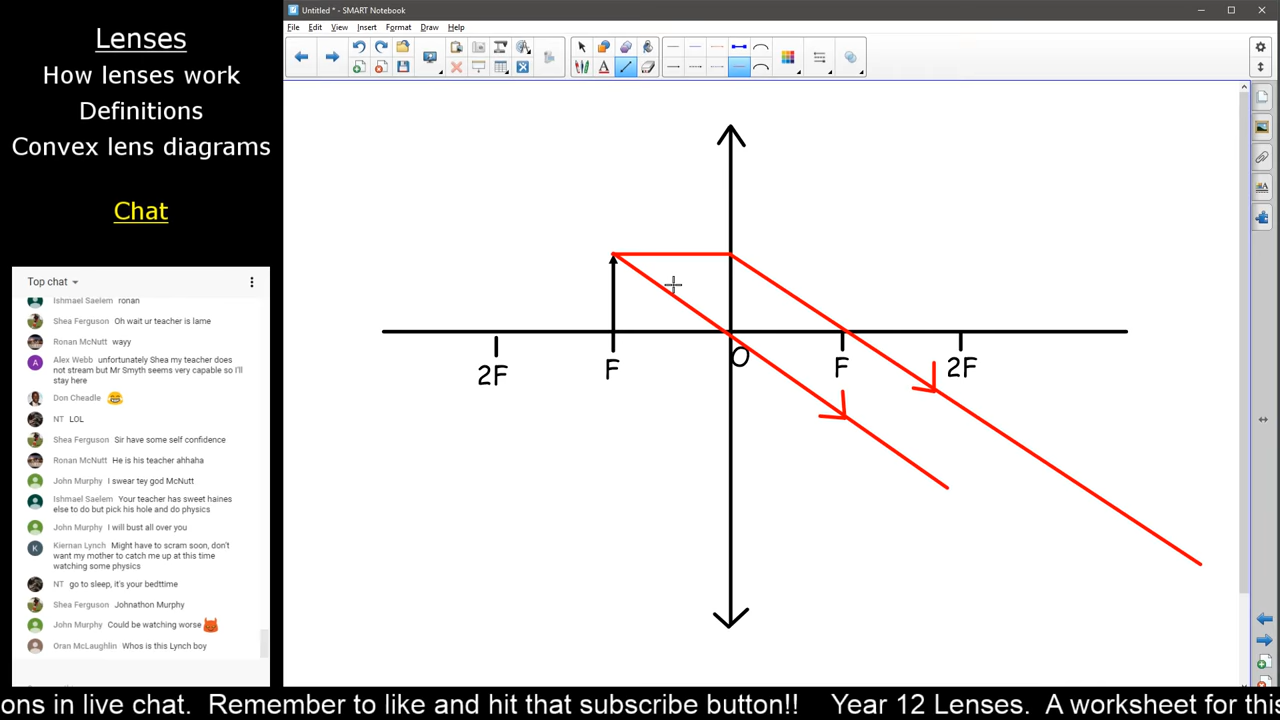 Lenses
How lenses work
Definitions
Convex lens diagrams
Chat
Top chat
Ishmael Saelem ronan
Shea Ferguson Oh wait ur teacher is lame
Ronan McNutt wayy
A
Alex Webb unfortunately Shea my teacher does
not stream but Mr Smyth seems very capable so I'll
stay here
Don Cheadle 😂
NT LOL
Shea Ferguson Sir have some self confidence
Ronan McNutt He is his teacher ahhaha
John Murphy I swear tey god McNutt
Ishmael Saelem Your teacher has sweet haines
else to do but pick his hole and do physics
John Murphy I will bust all over you
K
Kiernan Lynch Might have to scram soon, don't
want my mother to catch me up at this time
watching some physics
NT go to sleep, it's your bedttime
Shea Ferguson Johnathon Murphy
John Murphy Could be watching worse 😈
Oran McLaughlin Whos is this Lynch boy
Untitled * - SMART Notebook
File Edit View Insert Format Draw Help
2F F O F 2F
ons in live chat. Remember to like and hit that subscribe button!! Year 12 Lenses. A worksheet for this